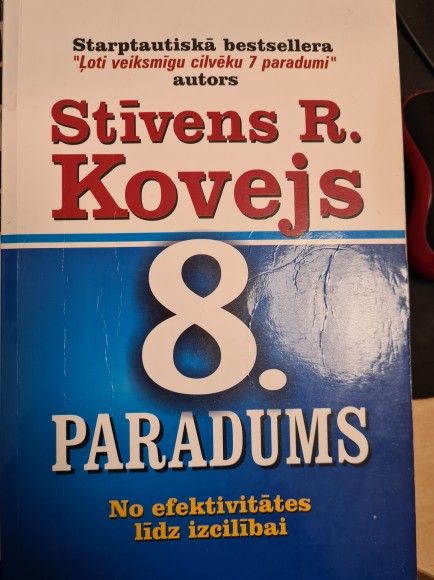 Starptautiskā bestsellera
"Ļoti veiksmīgu cilvēku 7 paradumi"
autors
Stīvens R.
Kovejs
8.
PARADUMS
No efektivitātes
līdz izcilībai